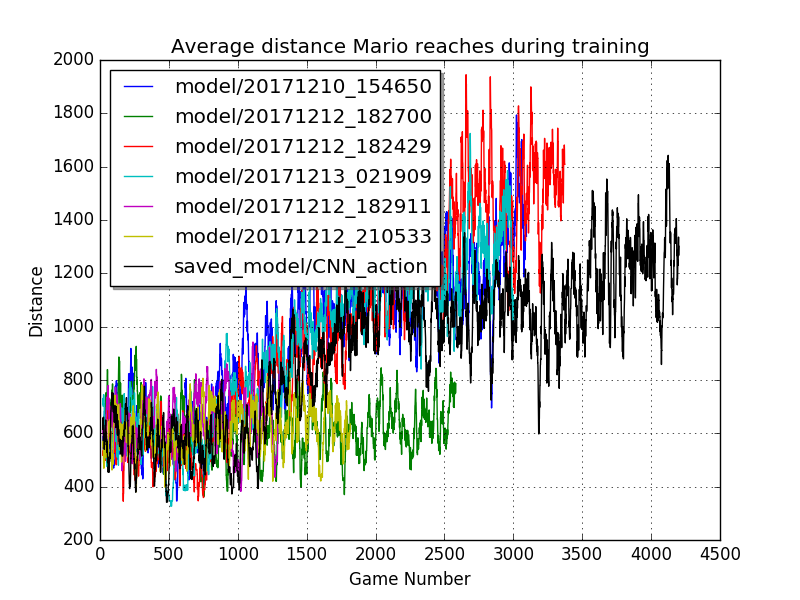 Average distance Mario reaches during training
2000
1800
1600
1400
1200
1000
800
600
400
200
Distance
model/20171210_154650
model/20171212_182700
model/20171212_182429
model/20171213_021909
model/20171212_182911
model/20171212_210533
saved_model/CNN_action
0 500 1000 1500 2000 2500 3000 3500 4000 4500
Game Number